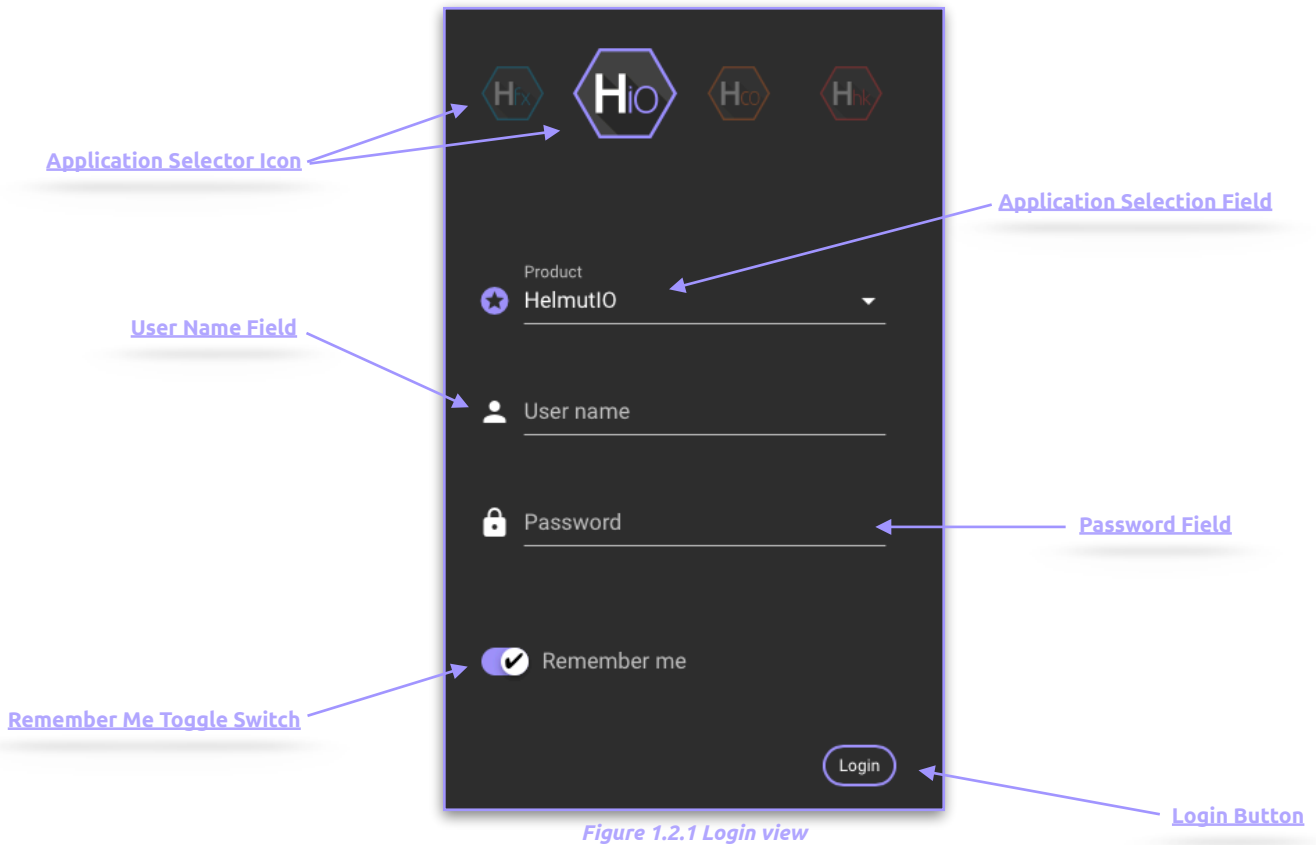 Hfx
HiO
Hco
Hhk
Application Selector Icon
Application Selection Field
Product
HelmutIO
User Name Field
User name
Password
Password Field
Remember me
Remember Me Toggle Switch
Login
Login Button
Figure 1.2.1 Login view